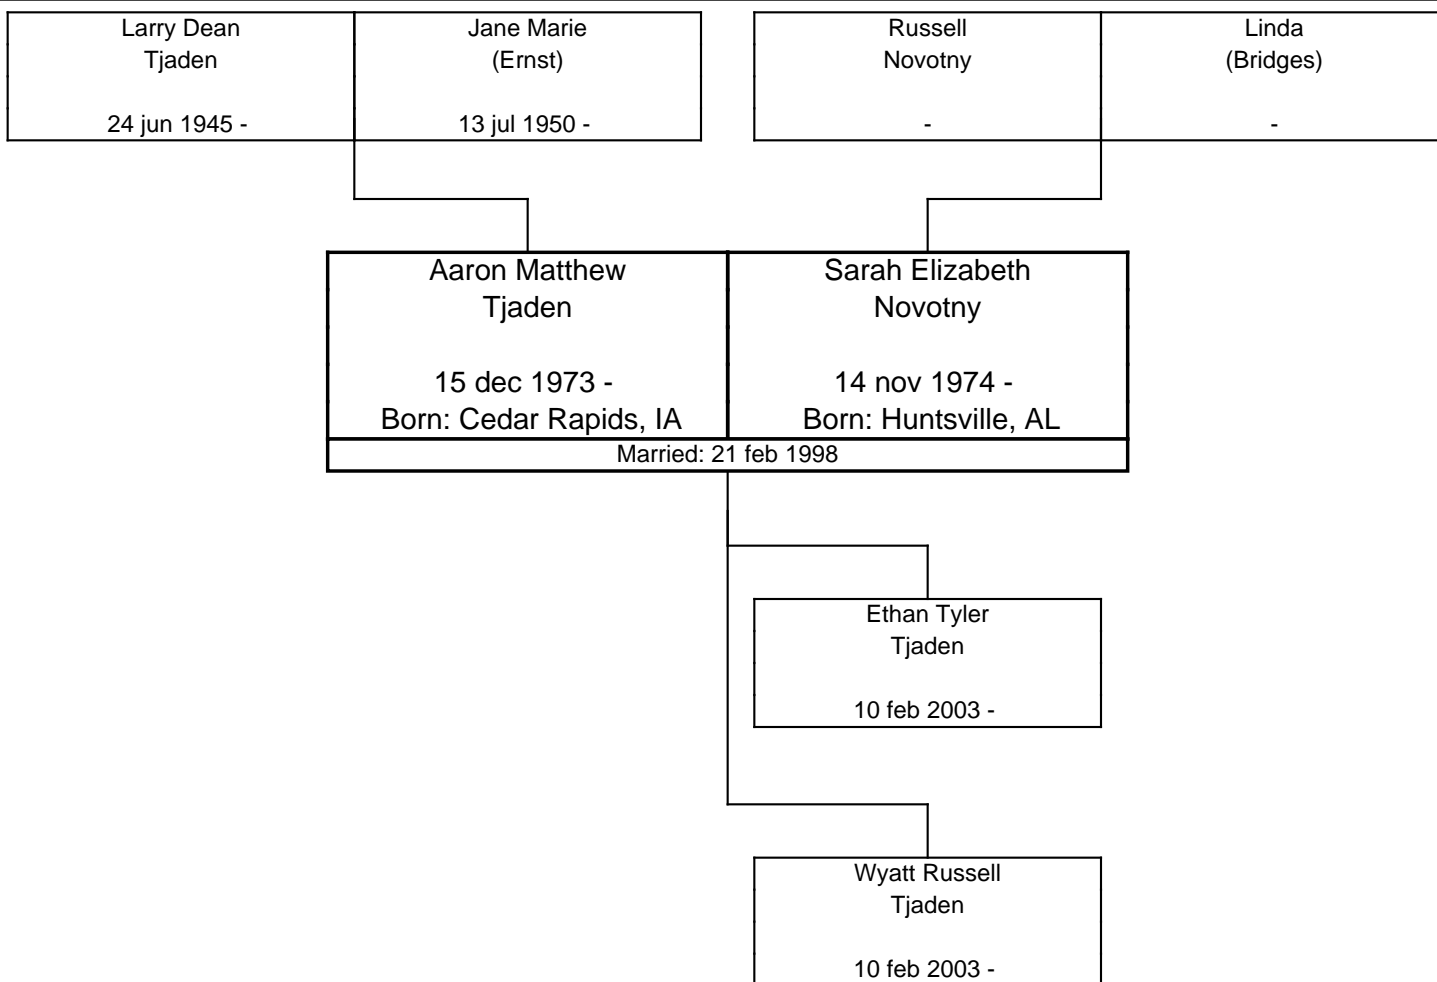 Larry Dean
Tjaden
24 jun 1945 -
Jane Marie
(Ernst)
13 jul 1950 -
Russell
Novotny
-
Linda
(Bridges)
-
Aaron Matthew
Tjaden
15 dec 1973 -
Born: Cedar Rapids, IA
Sarah Elizabeth
Novotny
14 nov 1974 -
Born: Huntsville, AL
Married: 21 feb 1998
Ethan Tyler
Tjaden
10 feb 2003 -
Wyatt Russell
Tjaden
10 feb 2003 -